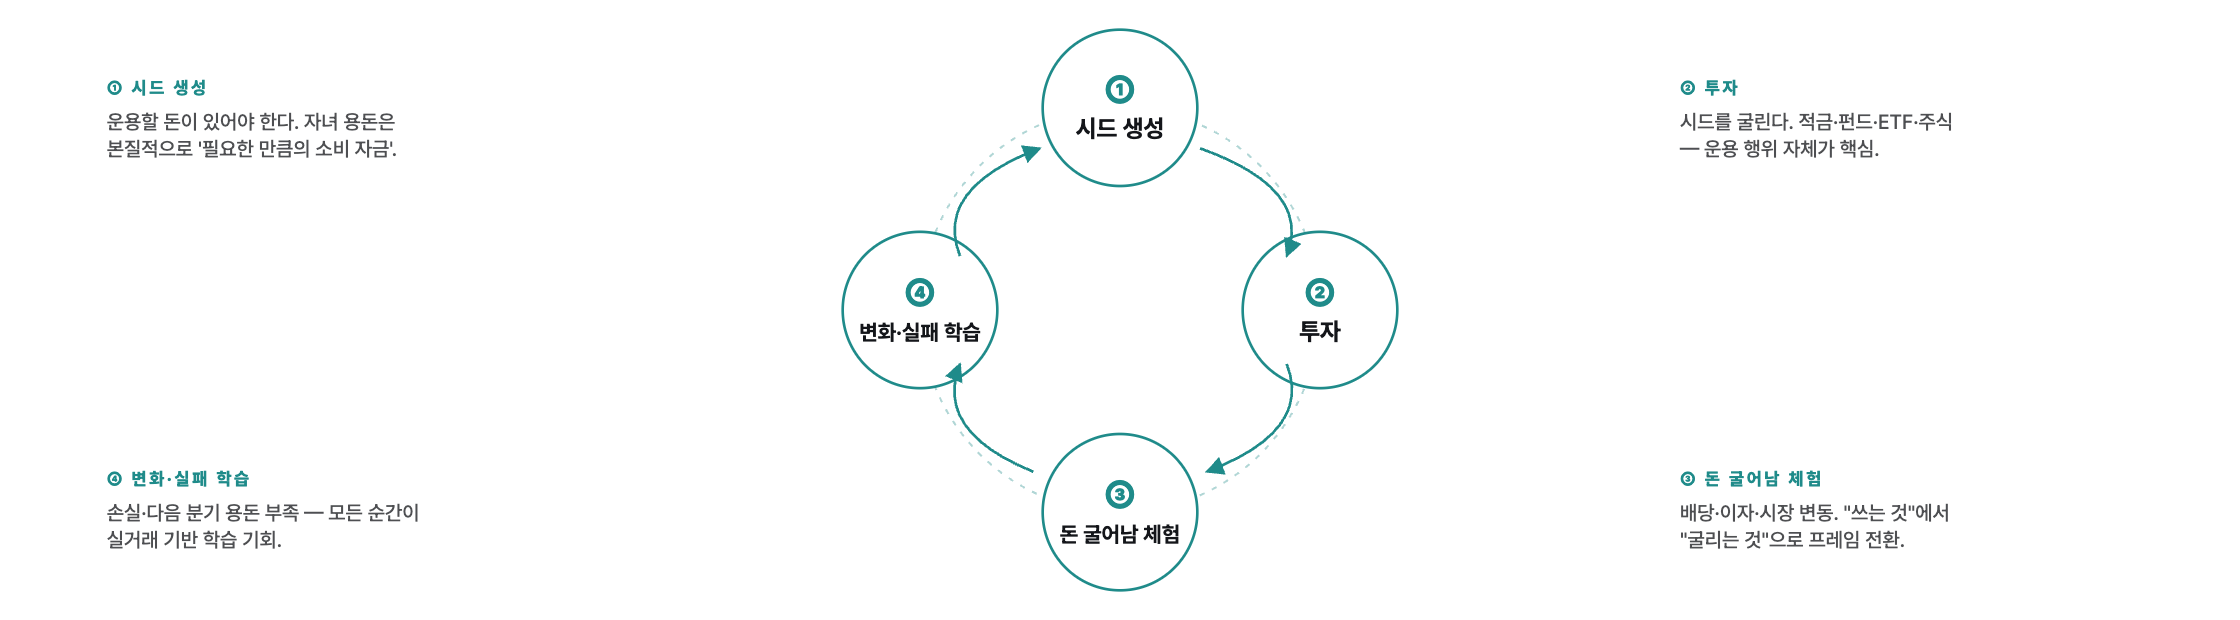 ① 시드 생성
운용할 돈이 있어야 한다. 자녀 용돈은
본질적으로 '필요한 만큼의 소비 자금'.
①
시드 생성
② 투자
시드를 굴린다. 적금·펀드·ETF·주식
— 운용 행위 자체가 핵심.
④
변화·실패 학습
②
투자
④ 변화·실패 학습
손실·다음 분기 용돈 부족 — 모든 순간이
실거래 기반 학습 기회.
③
돈 굴어남 체험
③ 돈 굴어남 체험
배당·이자·시장 변동. "쓰는 것"에서
"굴리는 것"으로 프레임 전환.